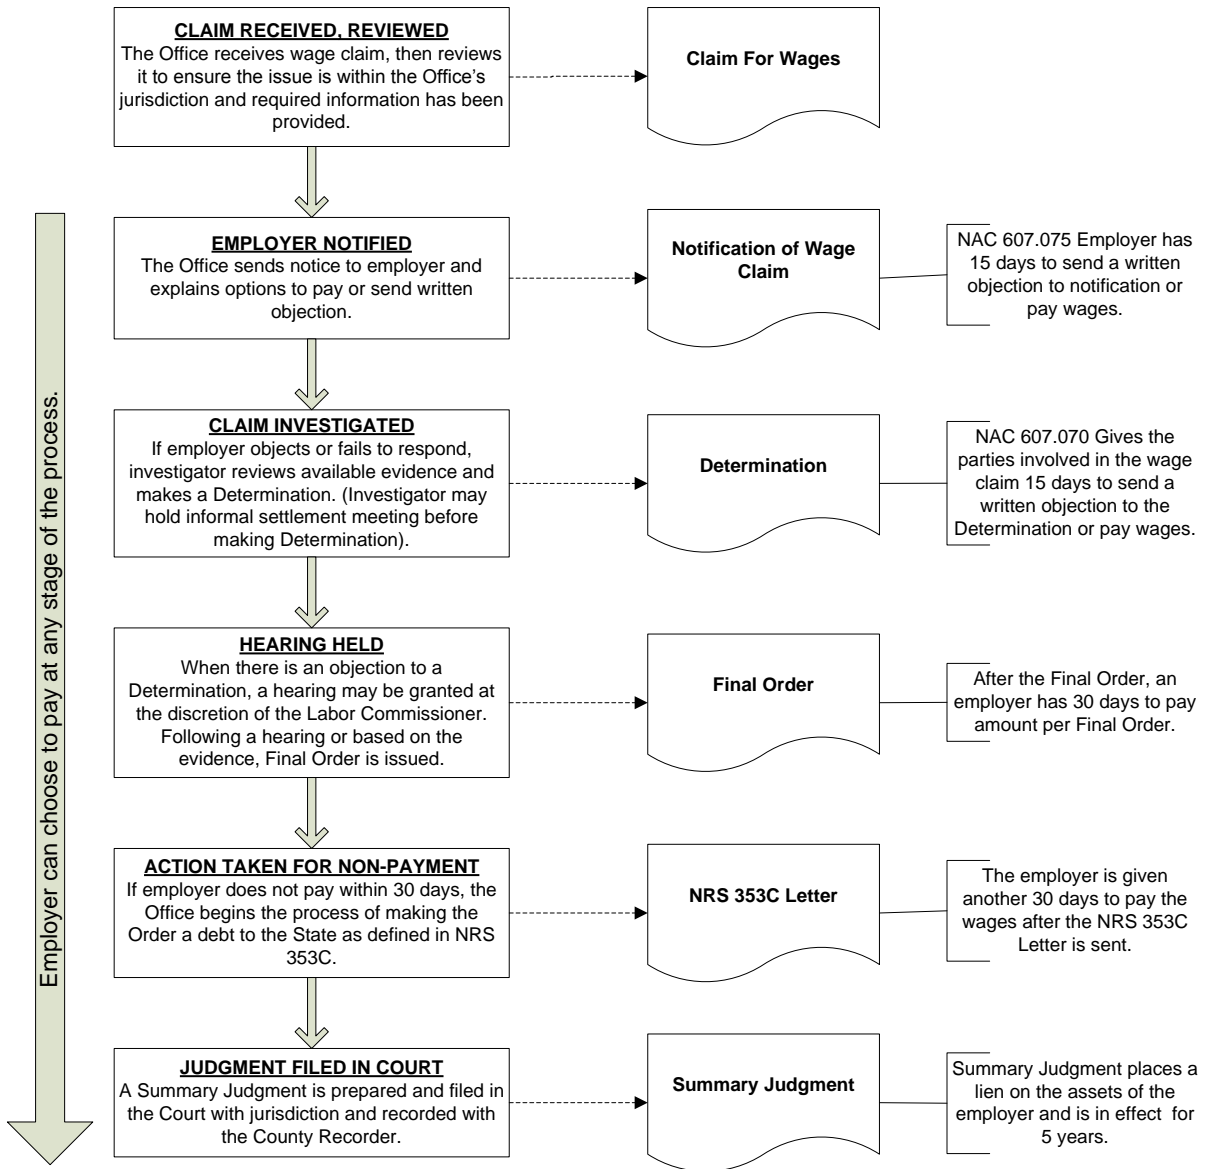 CLAIM RECEIVED, REVIEWED
The Office receives wage claim, then reviews
it to ensure the issue is within the Office's
jurisdiction and required information has been
provided.
Claim For Wages
EMPLOYER NOTIFIED
The Office sends notice to employer and
explains options to pay or send written
objection.
Notification of Wage
Claim
NAC 607.075 Employer has
15 days to send a written
objection to notification or
pay wages.
CLAIM INVESTIGATED
If employer objects or fails to respond,
investigator reviews available evidence and
makes a Determination. (Investigator may
hold informal settlement meeting before
making Determination).
Determination
NAC 607.070 Gives the
parties involved in the wage
claim 15 days to send a
written objection to the
Determination or pay wages.
HEARING HELD
When there is an objection to a
Determination, a hearing may be granted at
the discretion of the Labor Commissioner.
Following a hearing or based on the
evidence, Final Order is issued.
Final Order
After the Final Order, an
employer has 30 days to pay
amount per Final Order.
ACTION TAKEN FOR NON-PAYMENT
If employer does not pay within 30 days, the
Office begins the process of making the
Order a debt to the State as defined in NRS
353C.
NRS 353C Letter
The employer is given
another 30 days to pay the
wages after the NRS 353C
Letter is sent.
JUDGMENT FILED IN COURT
A Summary Judgment is prepared and filed in
the Court with jurisdiction and recorded with
the County Recorder.
Summary Judgment
Summary Judgment places a
lien on the assets of the
employer and is in effect for
5 years.
Employer can choose to pay at any stage of the process.